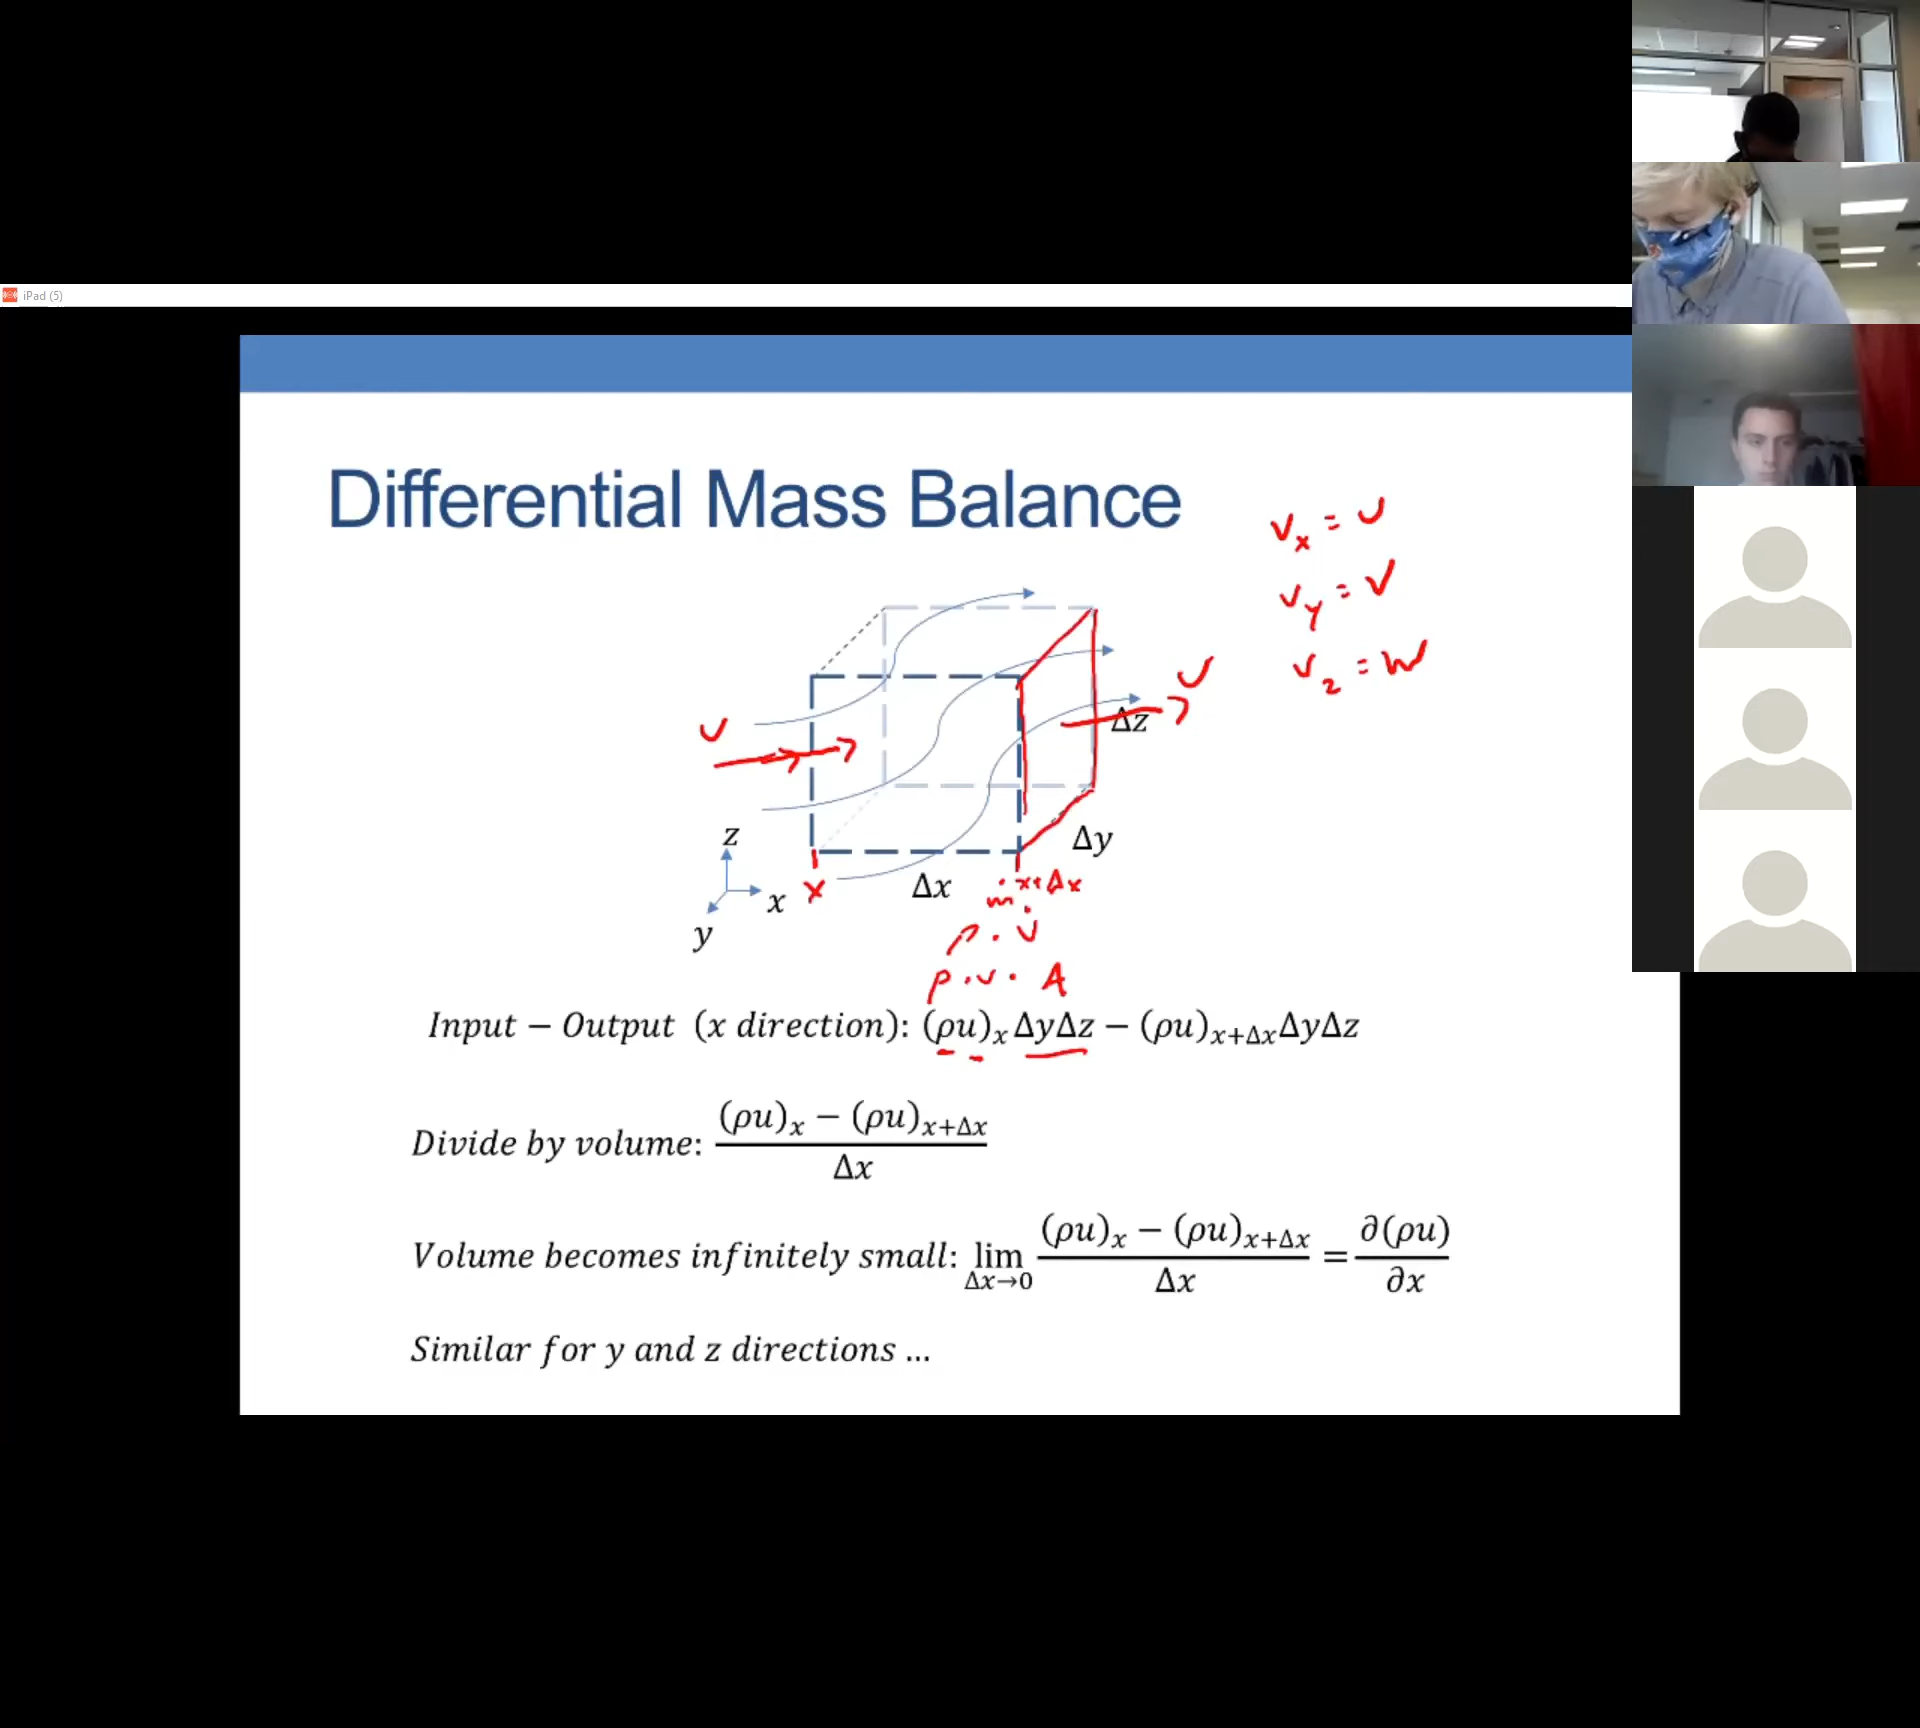 iPad (5)
Differential Mass Balance
vₓ = u
v_y = v
v_z = w
u
u
Δz
z
Δy
x
x
Δx
x+Δx
y
ṁ
ρ · v̇
ρ · v · A
Input − Output (x direction): (ρu)ₓ ΔyΔz − (ρu)ₓ₊Δₓ ΔyΔz
Divide by volume: ((ρu)ₓ − (ρu)ₓ₊Δₓ) / Δx
Volume becomes infinitely small: lim Δx→0 ((ρu)ₓ − (ρu)ₓ₊Δₓ) / Δx = ∂(ρu) / ∂x
Similar for y and z directions ...